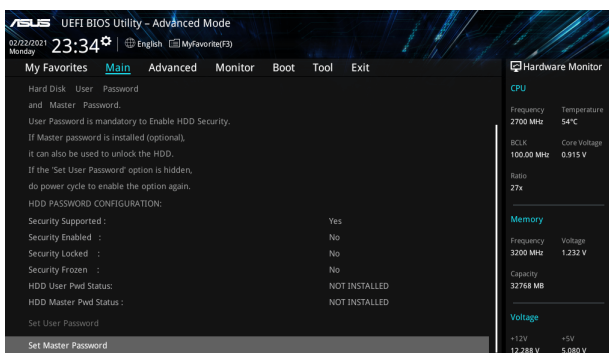 ASUS UEFI BIOS Utility – Advanced Mode
02/22/2021 Monday 23:34 English MyFavorite(F3)
My Favorites Main Advanced Monitor Boot Tool Exit
Hard Disk User Password
and Master Password.
User Password is mandatory to Enable HDD Security.
If Master password is installed (optional),
it can also be used to unlock the HDD.
If the 'Set User Password' option is hidden,
do power cycle to enable the option again.
HDD PASSWORD CONFIGURATION:
Security Supported : Yes
Security Enabled : No
Security Locked : No
Security Frozen : No
HDD User Pwd Status: NOT INSTALLED
HDD Master Pwd Status : NOT INSTALLED
Set User Password
Set Master Password
Hardware Monitor
CPU
Frequency Temperature
2700 MHz 54°C
BCLK Core Voltage
100.00 MHz 0.915 V
Ratio
27x
Memory
Frequency Voltage
3200 MHz 1.232 V
Capacity
32768 MB
Voltage
+12V +5V
12.288 V 5.080 V